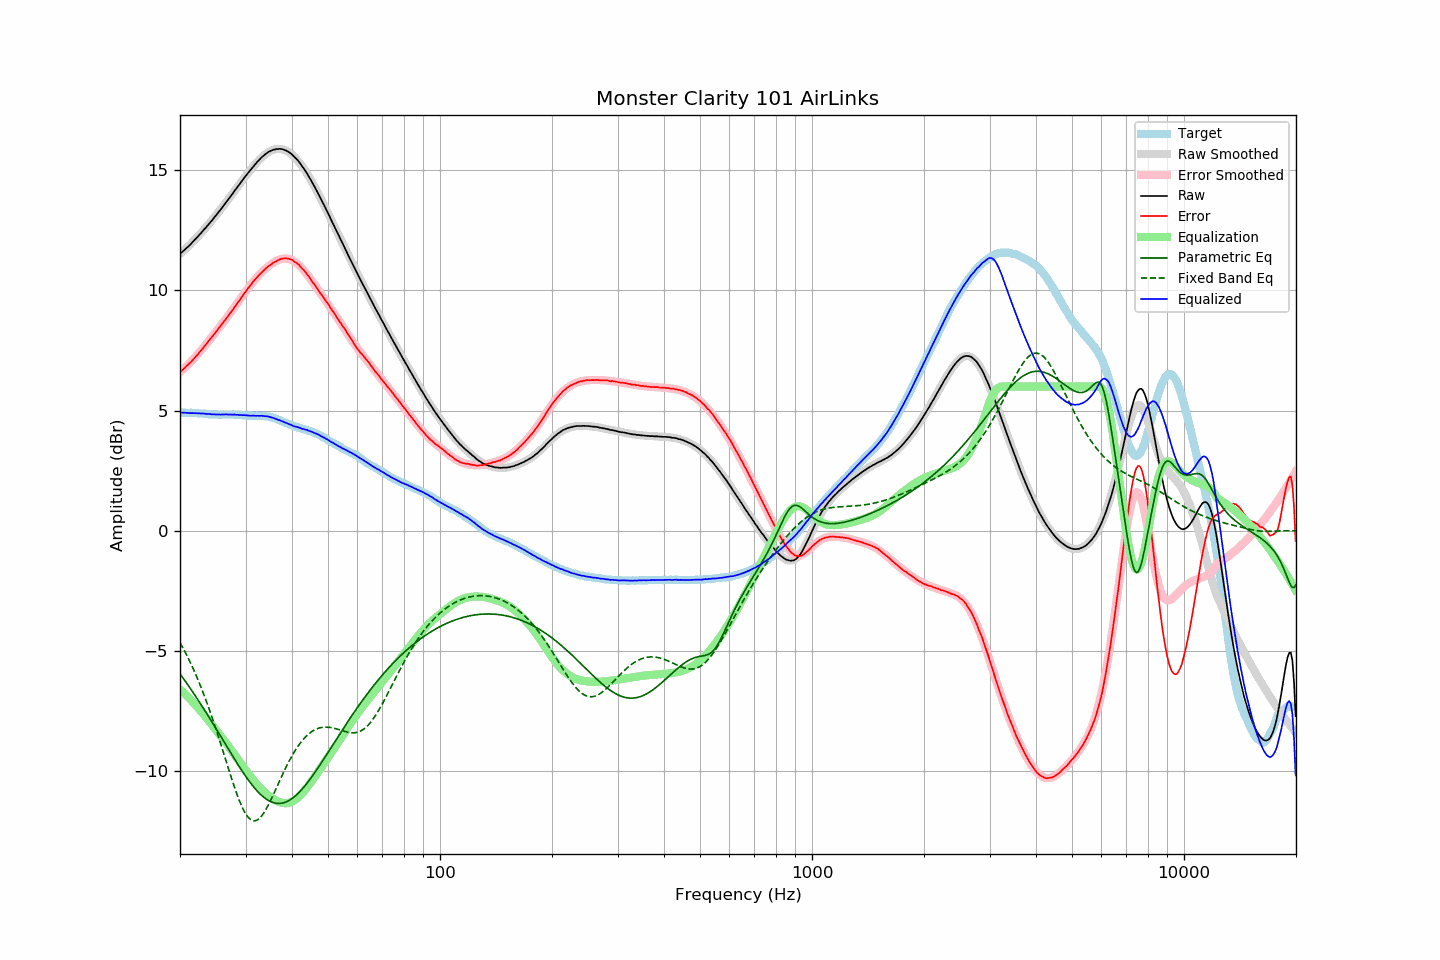 Monster Clarity 101 AirLinks
Target
Raw Smoothed
Error Smoothed
Raw
Error
Equalization
Parametric Eq
Fixed Band Eq
Equalized
15
10
5
0
−5
−10
Amplitude (dBr)
100
1000
10000
Frequency (Hz)